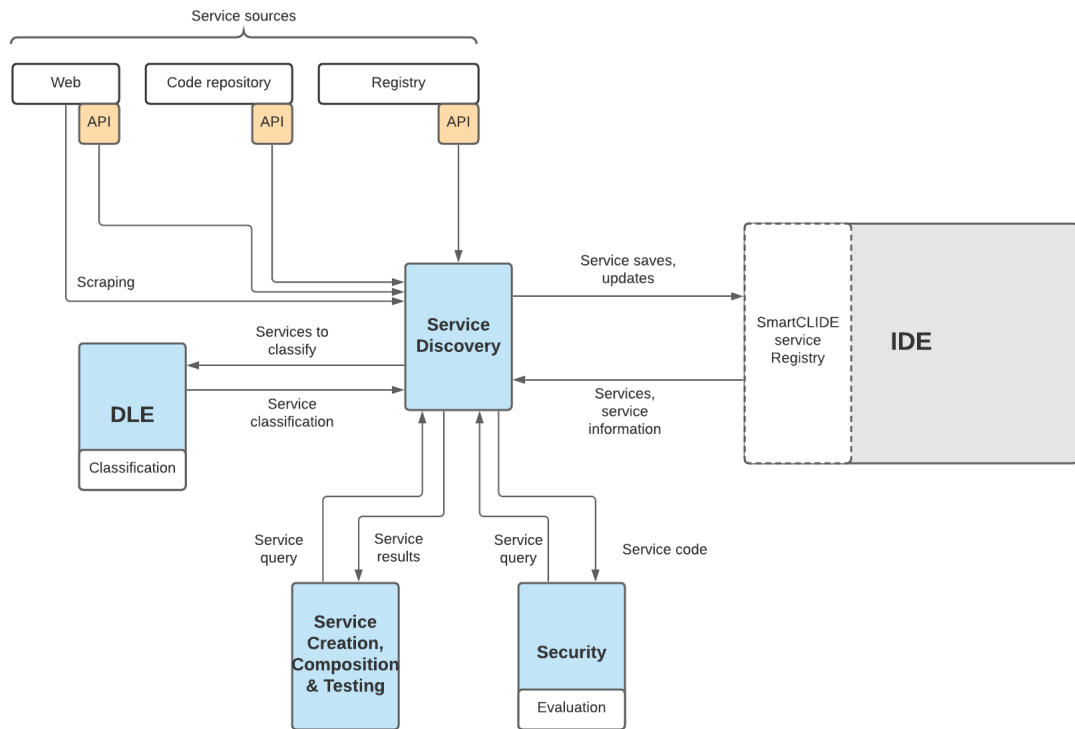 Service sources
Web
Code repository
Registry
API
API
API
Scraping
Service saves,
updates
Service
Discovery
SmartCLIDE
service
Registry
IDE
Services to
classify
Service
classification
Services,
service
information
DLE
Classification
Service
query
Service
results
Service
query
Service code
Service
Creation,
Composition
& Testing
Security
Evaluation